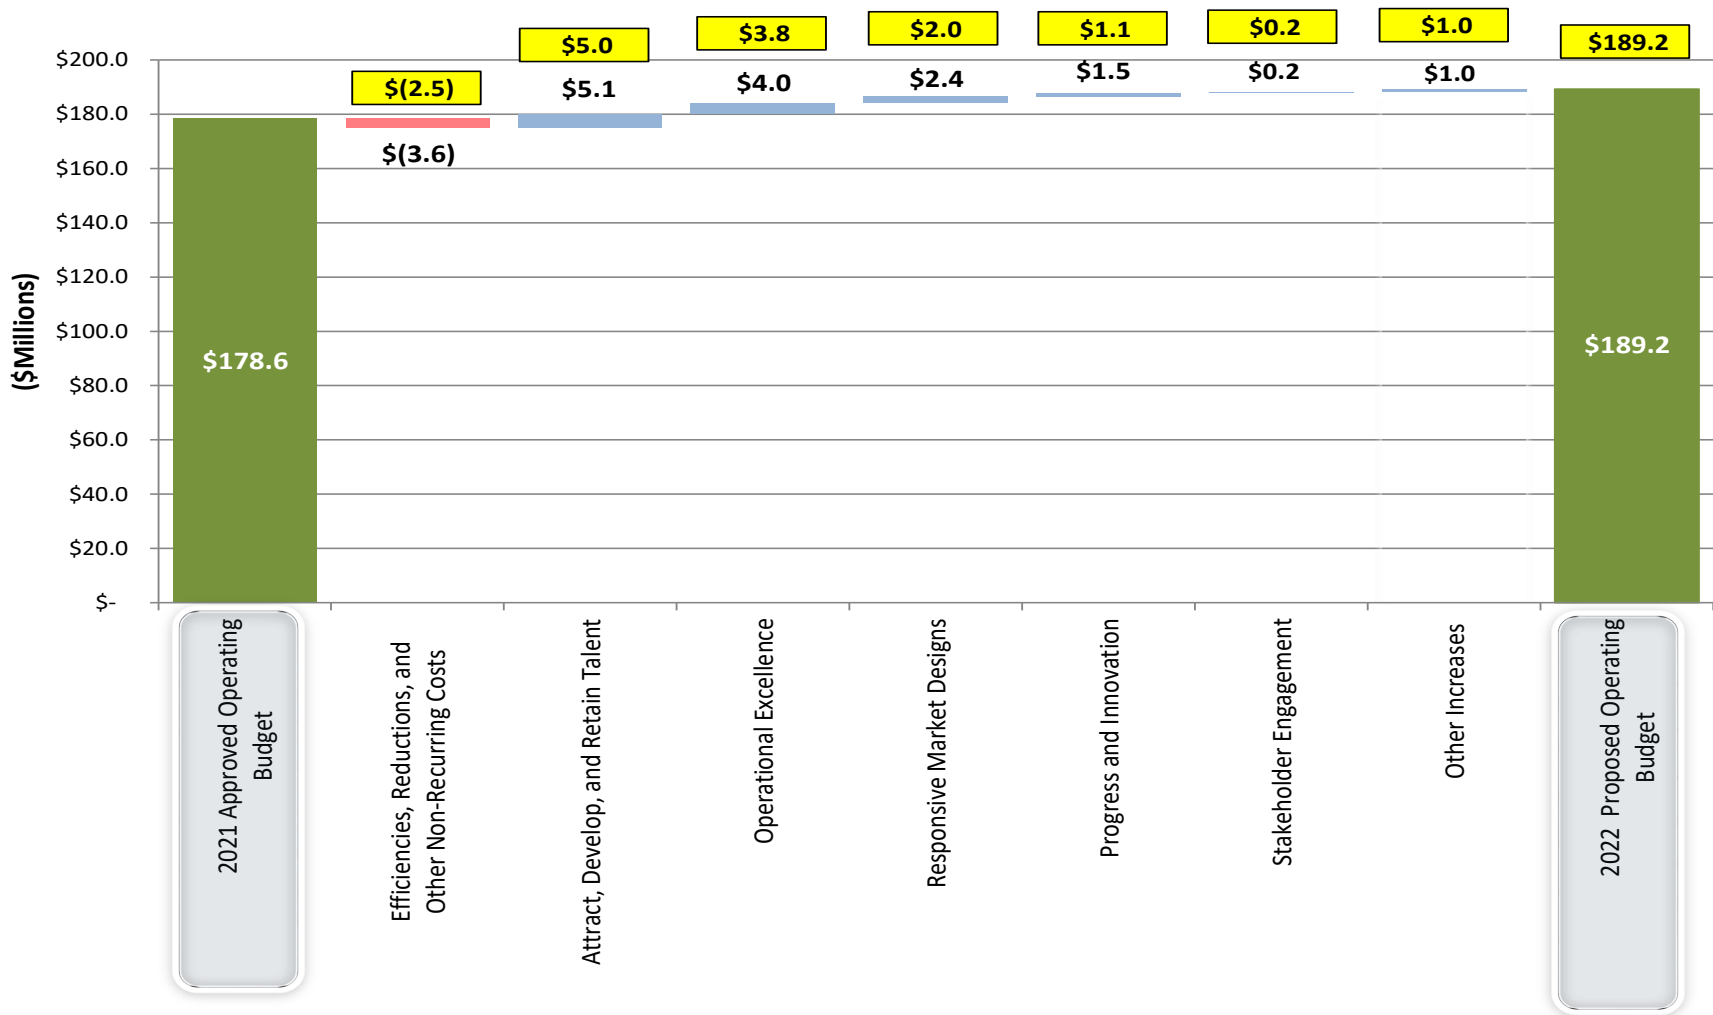 $5.0
$3.8
$2.0
$1.1
$0.2
$1.0
$189.2
$(2.5)
$5.1
$4.0
$2.4
$1.5
$0.2
$1.0
$(3.6)
$200.0
$180.0
$160.0
$140.0
$120.0
$100.0
$80.0
$60.0
$40.0
$20.0
$-
($Millions)
$178.6
$189.2
2021 Approved Operating
Budget
Efficiencies, Reductions, and
Other Non-Recurring Costs
Attract, Develop, and Retain Talent
Operational Excellence
Responsive Market Designs
Progress and Innovation
Stakeholder Engagement
Other Increases
2022 Proposed Operating
Budget